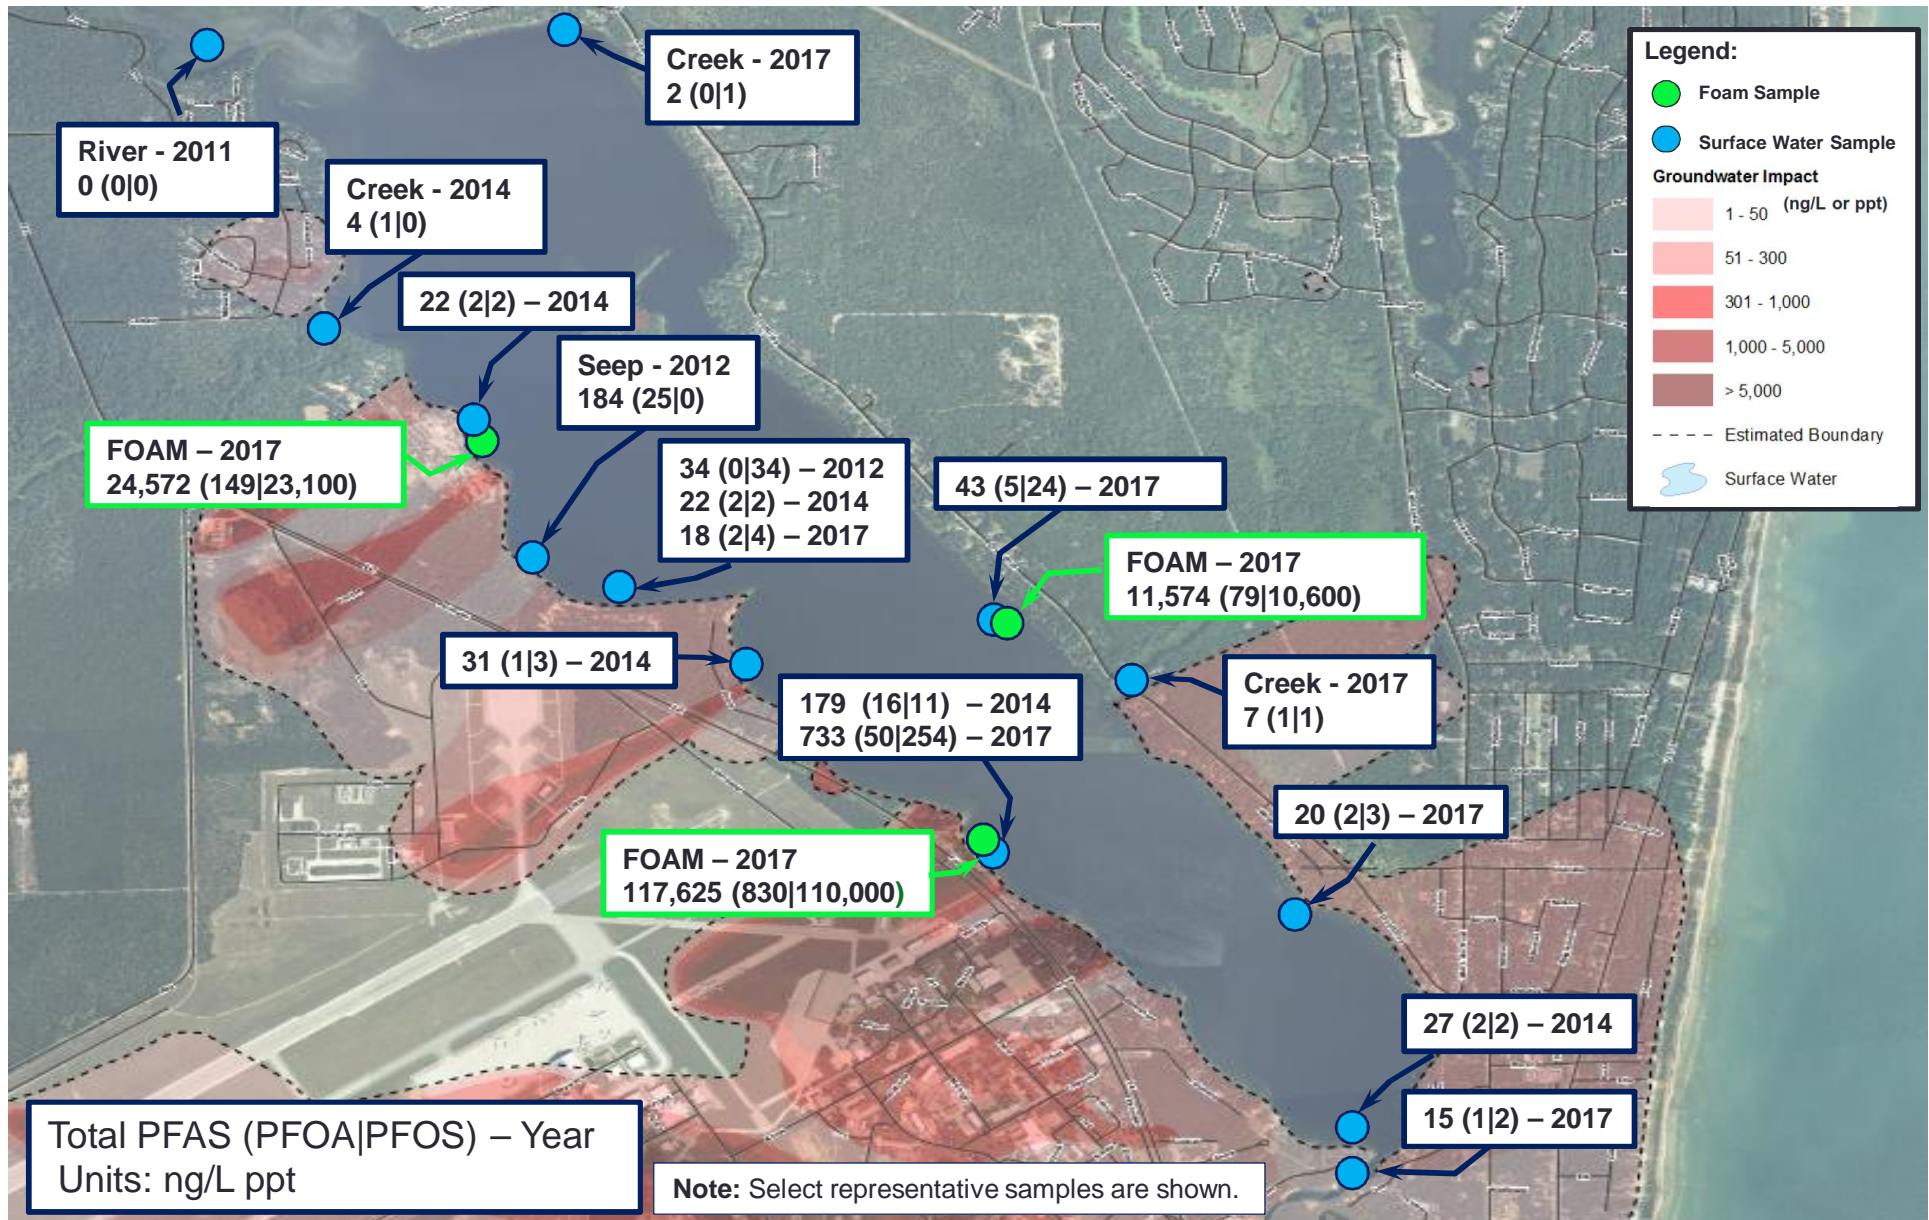 Creek - 2017
2 (0|1)
River - 2011
0 (0|0)
Creek - 2014
4 (1|0)
22 (2|2) – 2014
Seep - 2012
184 (25|0)
FOAM – 2017
24,572 (149|23,100)
34 (0|34) – 2012
22 (2|2) – 2014
18 (2|4) – 2017
43 (5|24) – 2017
FOAM – 2017
11,574 (79|10,600)
31 (1|3) – 2014
179 (16|11) – 2014
733 (50|254) – 2017
Creek - 2017
7 (1|1)
20 (2|3) – 2017
FOAM – 2017
117,625 (830|110,000)
27 (2|2) – 2014
15 (1|2) – 2017
Legend:
Foam Sample
Surface Water Sample
Groundwater Impact
(ng/L or ppt)
1 - 50
51 - 300
301 - 1,000
1,000 - 5,000
> 5,000
Estimated Boundary
Surface Water
Total PFAS (PFOA|PFOS) – Year
Units: ng/L ppt
Note: Select representative samples are shown.